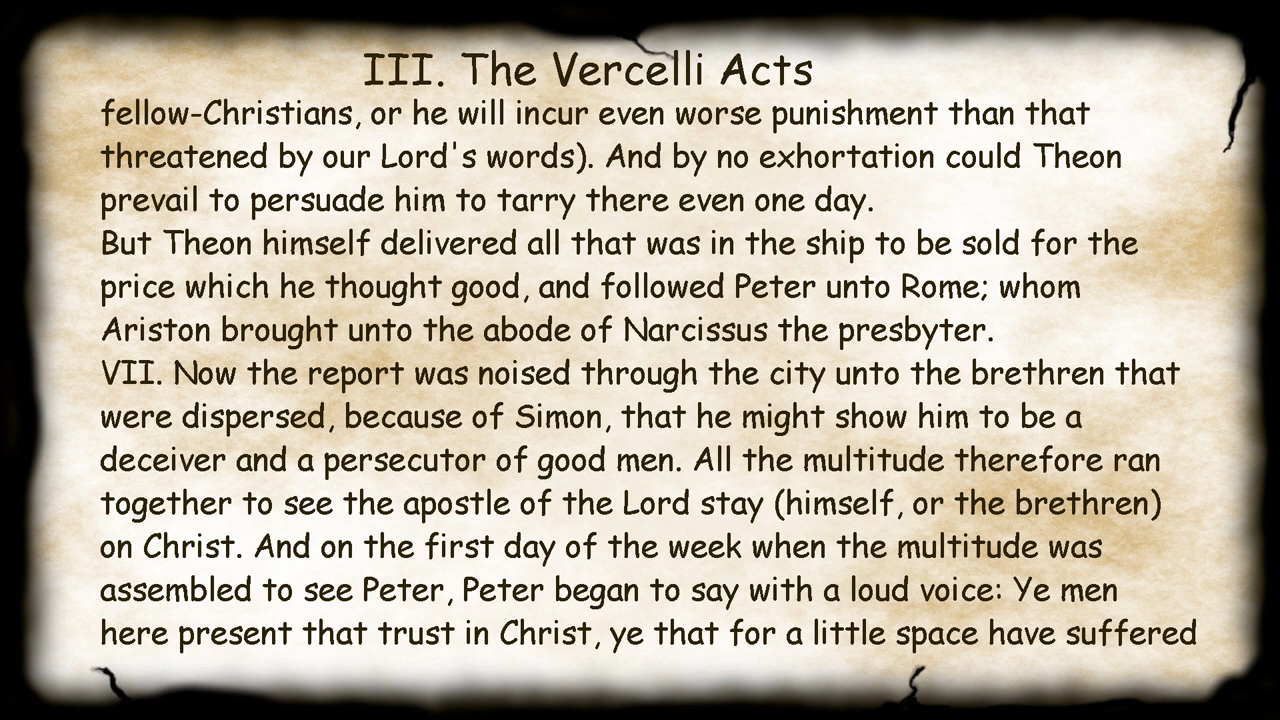 III. The Vercelli Acts
fellow-Christians, or he will incur even worse punishment than that
threatened by our Lord's words). And by no exhortation could Theon
prevail to persuade him to tarry there even one day.
But Theon himself delivered all that was in the ship to be sold for the
price which he thought good, and followed Peter unto Rome; whom
Ariston brought unto the abode of Narcissus the presbyter.
VII. Now the report was noised through the city unto the brethren that
were dispersed, because of Simon, that he might show him to be a
deceiver and a persecutor of good men. All the multitude therefore ran
together to see the apostle of the Lord stay (himself, or the brethren)
on Christ. And on the first day of the week when the multitude was
assembled to see Peter, Peter began to say with a loud voice: Ye men
here present that trust in Christ, ye that for a little space have suffered